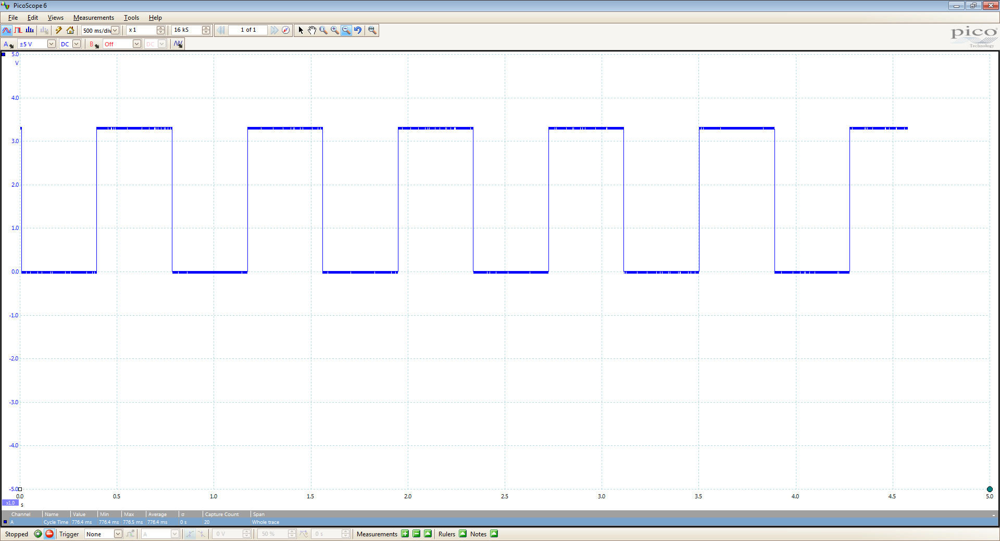 PicoScope 6
File Edit Views Measurements Tools Help
500 ms/div x 1 16 kS 1 of 1
pico
Technology
A ±5 V DC B Off DC
5.0
V
4.0
3.0
2.0
1.0
0.0
-1.0
-2.0
-3.0
-4.0
-5.0
0.0 0.5 1.0 1.5 2.0 2.5 3.0 3.5 4.0 4.5 5.0
x1.0 s
Channel Name Value Min Max Average σ Capture Count Span
A Cycle Time 776.4 ms 776.4 ms 776.5 ms 776.4 ms 0 s 20 Whole trace
Stopped Trigger None A 0 V 50 % 0 s Measurements Rulers Notes